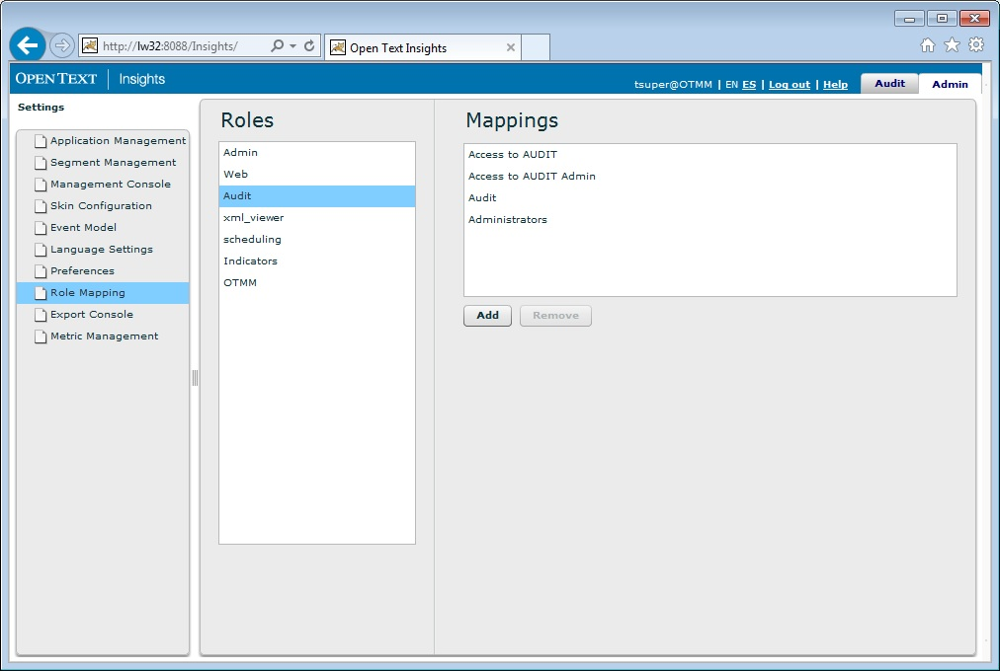 http://lw32:8088/Insights/
Open Text Insights
OPEN TEXT | Insights
tsuper@OTMM | EN ES | Log out | Help
Audit
Admin
Settings
Application Management
Segment Management
Management Console
Skin Configuration
Event Model
Language Settings
Preferences
Role Mapping
Export Console
Metric Management
Roles
Admin
Web
Audit
xml_viewer
scheduling
Indicators
OTMM
Mappings
Access to AUDIT
Access to AUDIT Admin
Audit
Administrators
Add
Remove